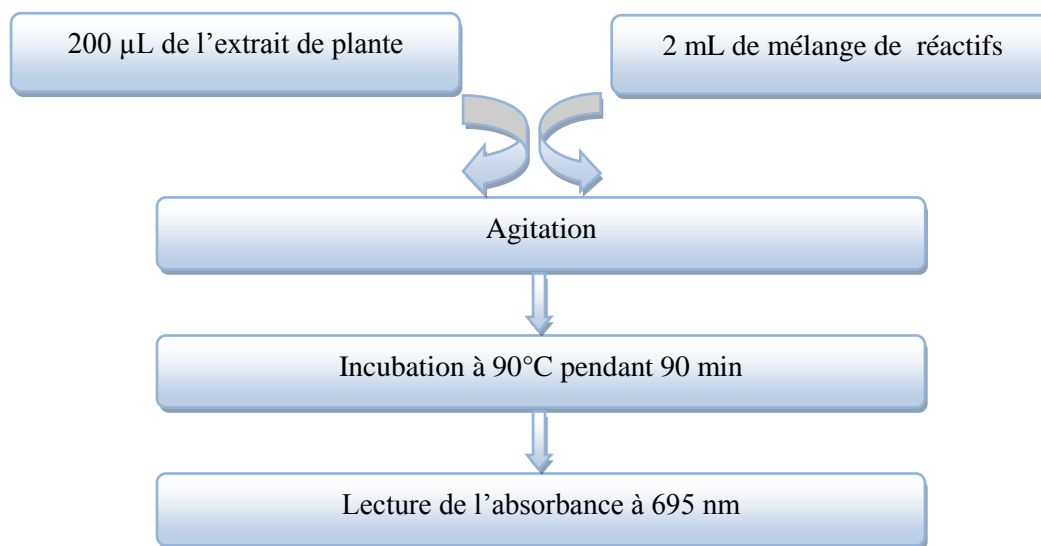 200 µL de l’extrait de plante
2 mL de mélange de réactifs
Agitation
Incubation à 90°C pendant 90 min
Lecture de l’absorbance à 695 nm